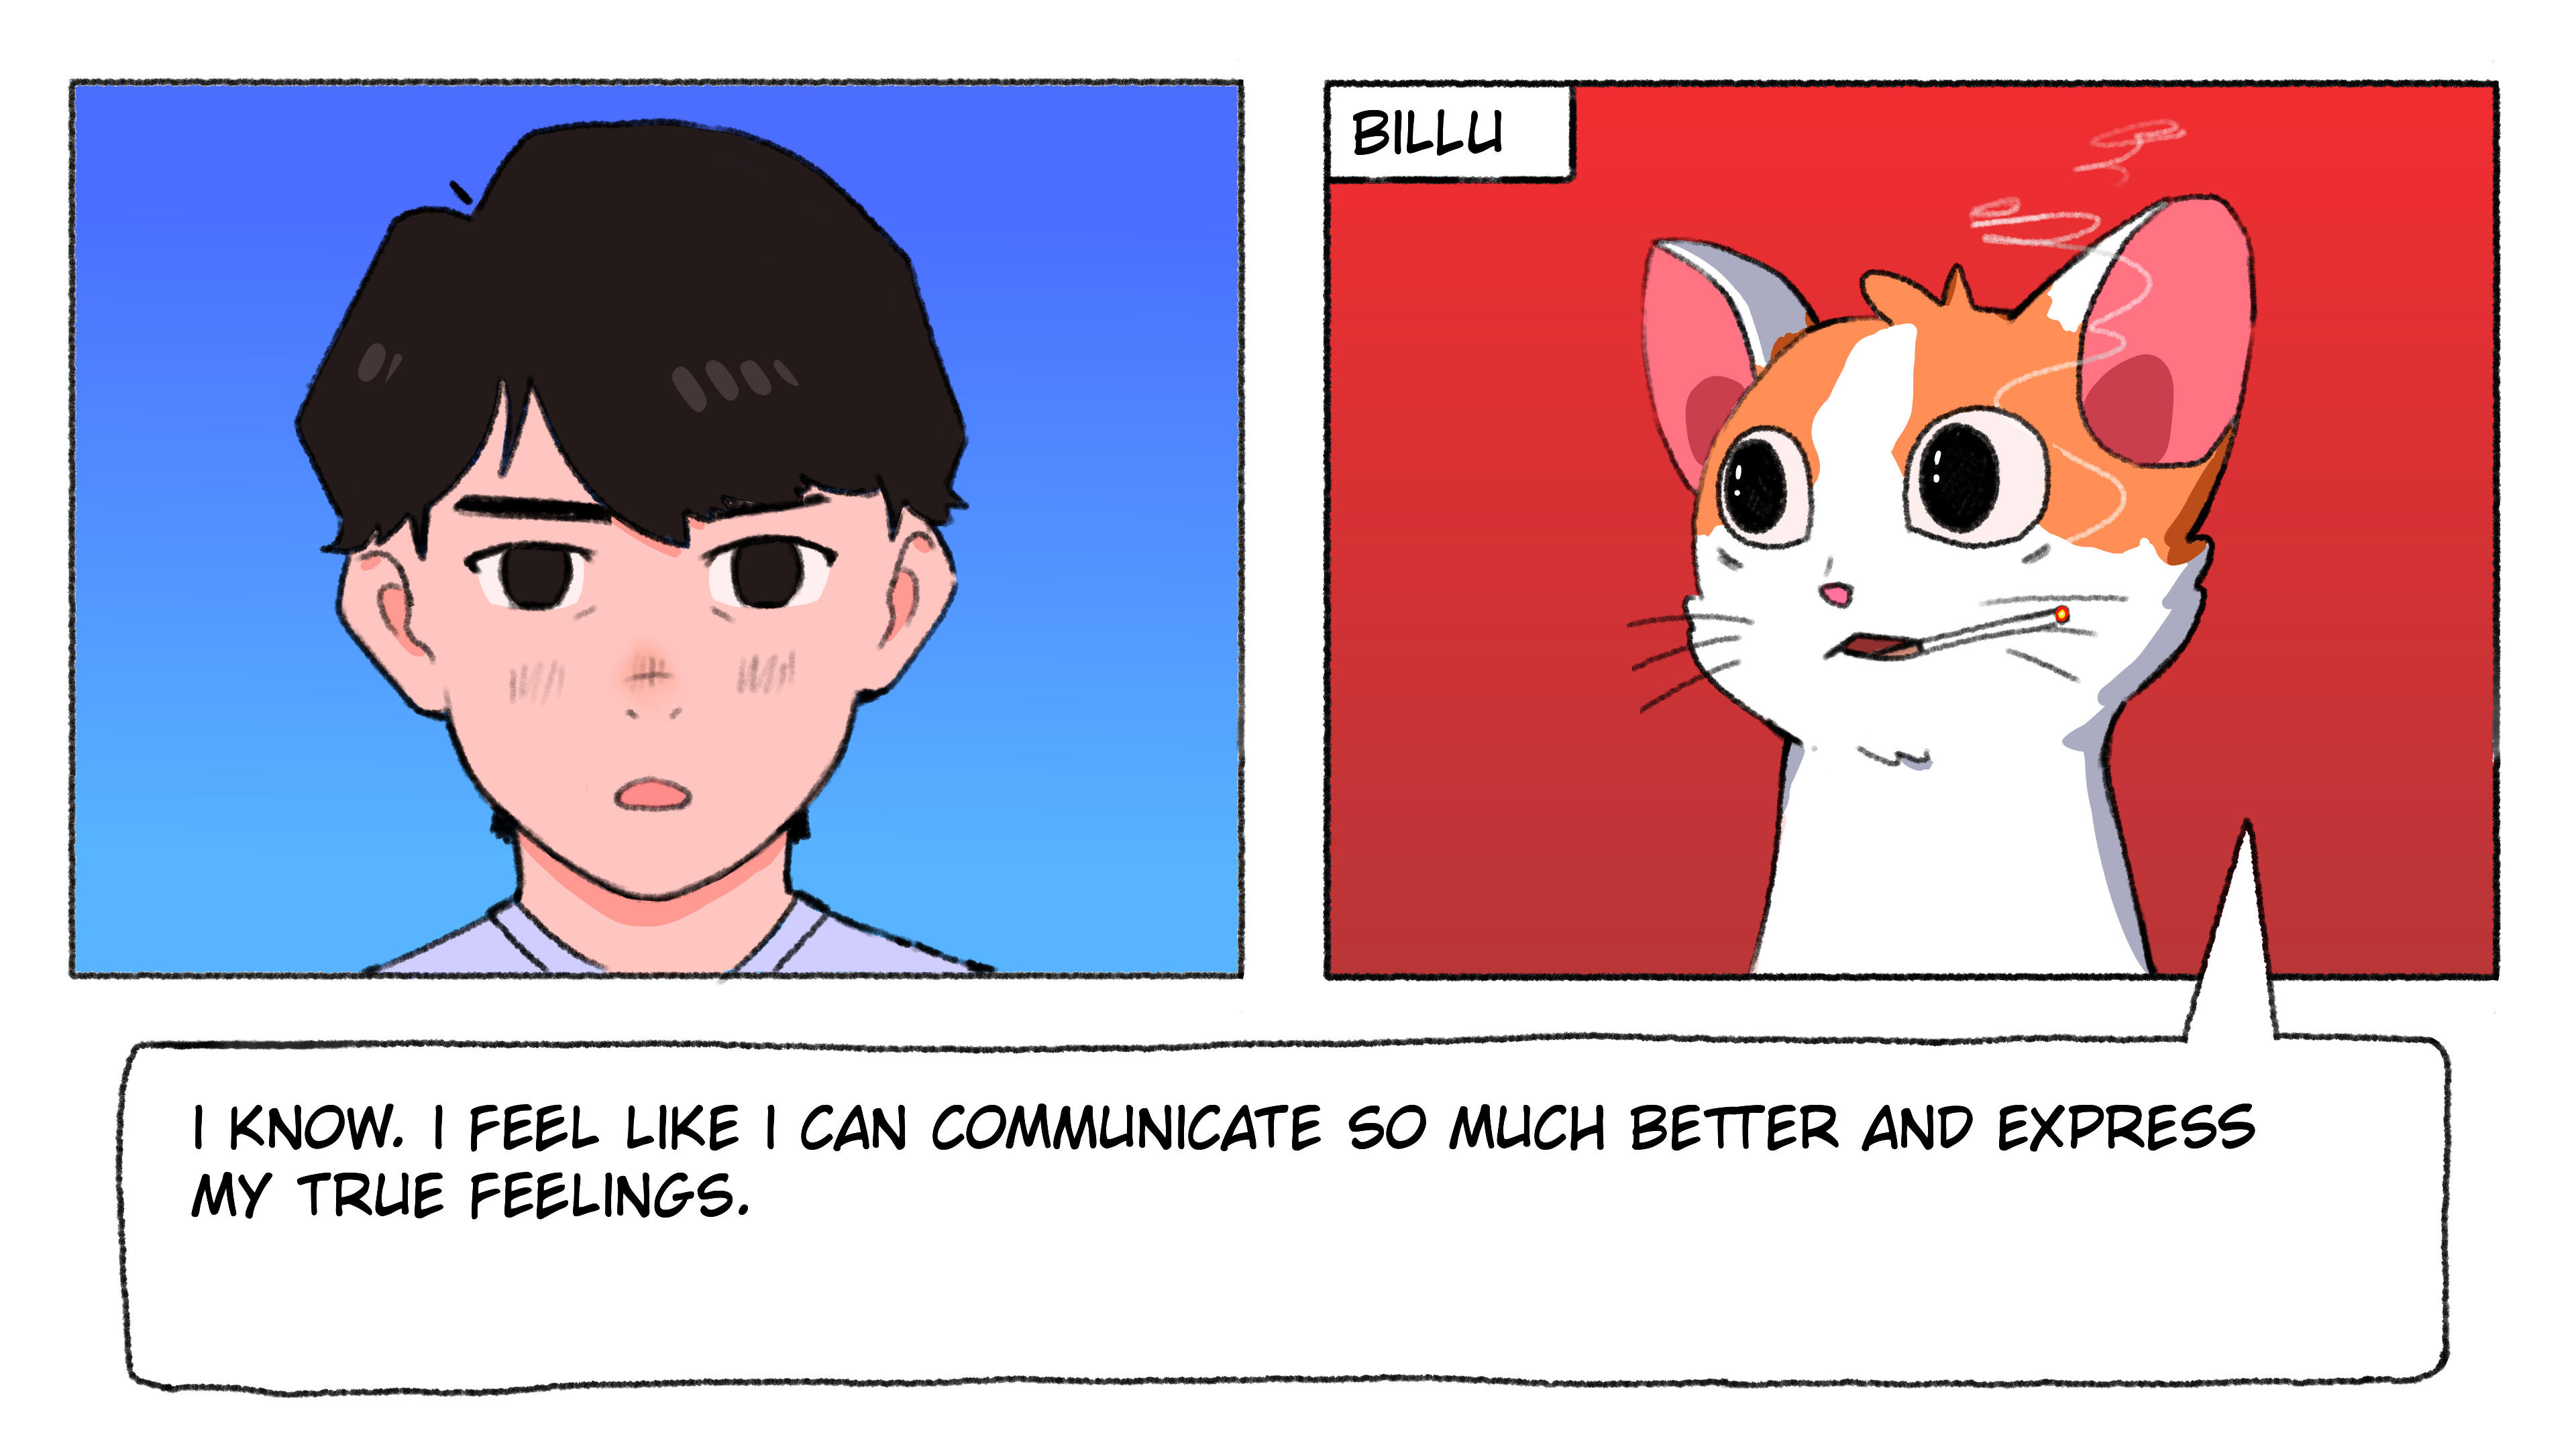 BILLU
I KNOW. I FEEL LIKE I CAN COMMUNICATE SO MUCH BETTER AND EXPRESS
MY TRUE FEELINGS.